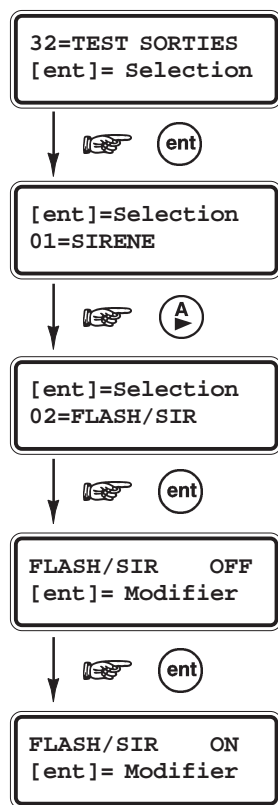 32=TEST SORTIES
[ent]= Selection
ent
[ent]=Selection
01=SIRENE
A
[ent]=Selection
02=FLASH/SIR
ent
FLASH/SIR OFF
[ent]= Modifier
ent
FLASH/SIR ON
[ent]= Modifier